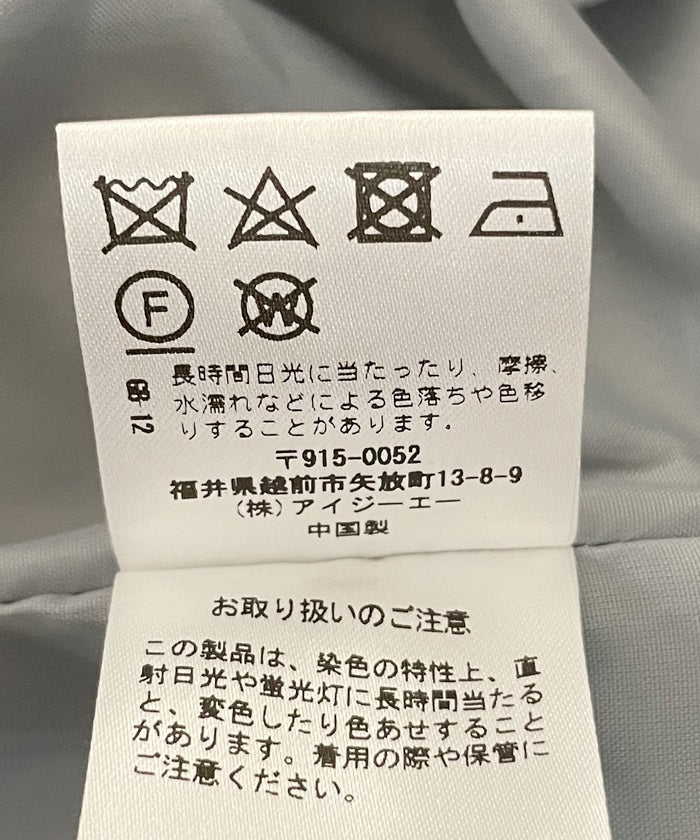 F
W
長時間日光に当たったり、摩擦、
水濡れなどによる色落ちや色移
りすることがあります。
〒915-0052
福井県越前市矢放町13-8-9
(株)アイジーエー
中国製
お取り扱いのご注意
この製品は、染色の特性上、直
射日光や蛍光灯に長時間当たる
と、変色したり色あせすること
があります。着用の際や保管に
ご注意ください。